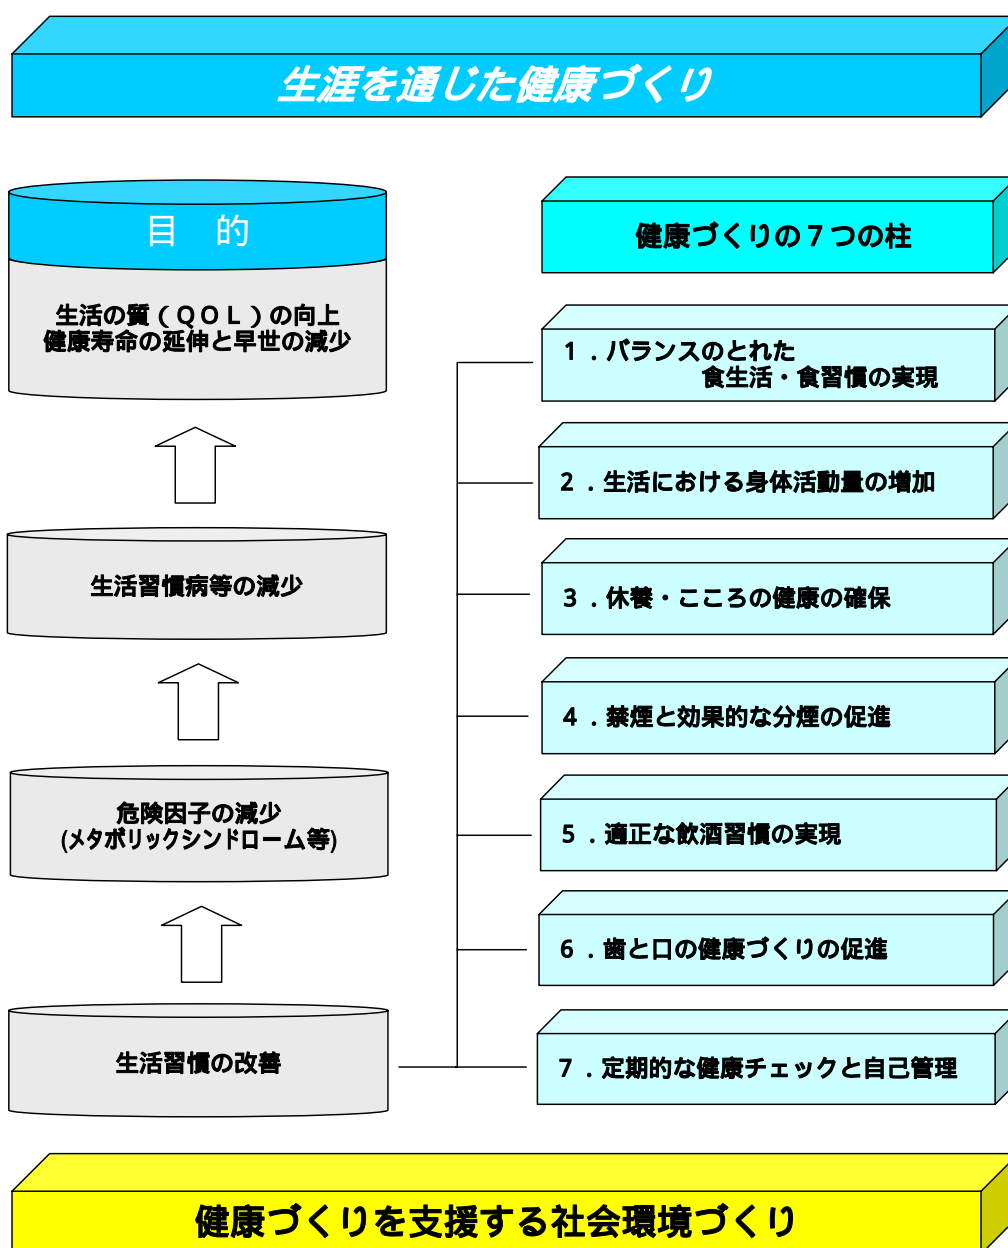 生涯を通じた健康づくり
目　的
生活の質（ＱＯＬ）の向上
健康寿命の延伸と早世の減少
生活習慣病等の減少
危険因子の減少
(メタボリックシンドローム等)
生活習慣の改善
健康づくりの７つの柱
１．バランスのとれた
食生活・食習慣の実現
２．生活における身体活動量の増加
３．休養・こころの健康の確保
４．禁煙と効果的な分煙の促進
５．適正な飲酒習慣の実現
６．歯と口の健康づくりの促進
７．定期的な健康チェックと自己管理
健康づくりを支援する社会環境づくり